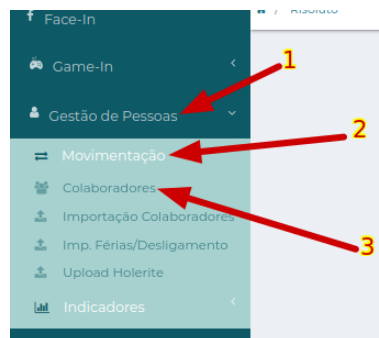 Face-In
/ Risoluto
Game-In
1
Gestão de Pessoas
2
Movimentação
Colaboradores
Importação Colaboradores
Imp. Férias/Desligamento
3
Upload Holerite
Indicadores